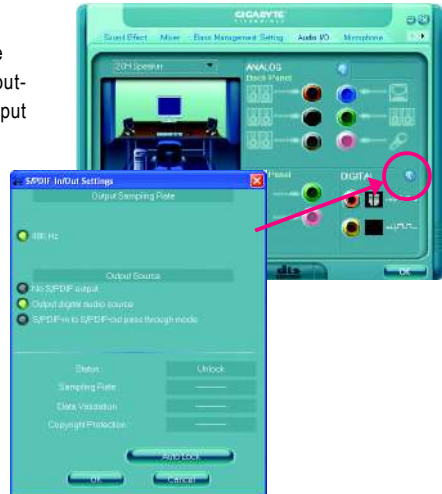 GIGABYTE
Sound Effect Mixer Bass Management Setting Audio I/O Microphone
e
out-
put
2CH Speaker
ANALOG
Back Panel
Panel
DIGITAL
dts
OK
S/PDIF In/Out Settings
Output Sampling Rate
48K Hz
Output Source
No S/PDIF output
Output digital audio source
S/PDIF-in to S/PDIF-out pass through mode
Status Unlock
Sampling Rate
Data Validation
Copyright Protection
Auto Lock
OK Cancel